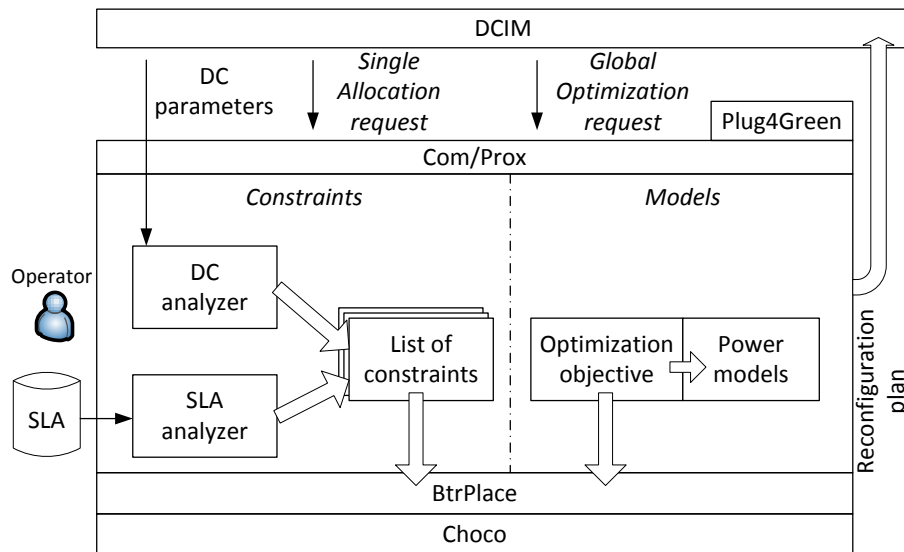 DCIM
DC
parameters
Single
Allocation
request
Global
Optimization
request
Plug4Green
Com/Prox
Constraints
Models
Operator
DC
analyzer
List of
constraints
Optimization
objective
Power
models
SLA
SLA
analyzer
Reconfiguration
plan
BtrPlace
Choco